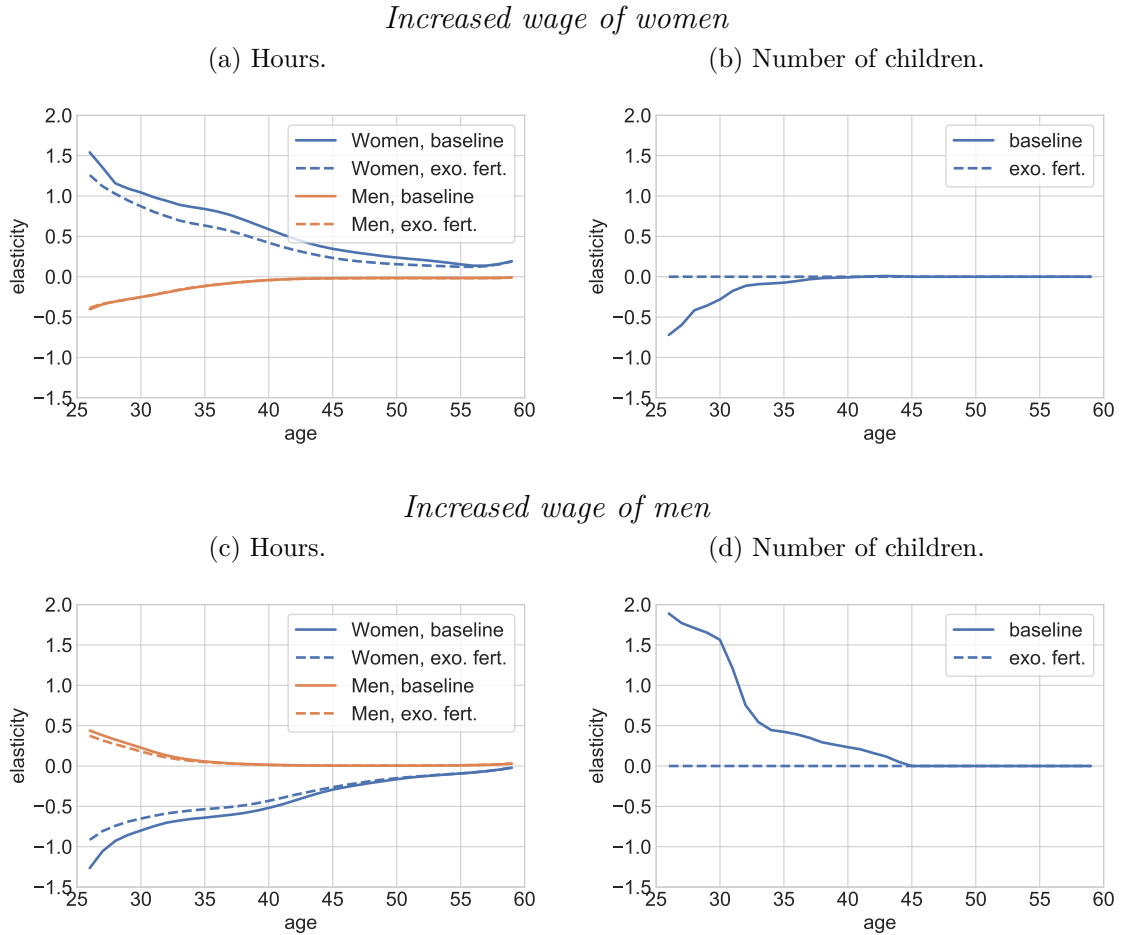 Increased wage of women
(a) Hours.
(b) Number of children.
2.0
1.5
1.0
0.5
0.0
−0.5
−1.0
−1.5
elasticity
Women, baseline
Women, exo. fert.
Men, baseline
Men, exo. fert.
25 30 35 40 45 50 55 60
age
2.0
1.5
1.0
0.5
0.0
−0.5
−1.0
−1.5
elasticity
baseline
exo. fert.
25 30 35 40 45 50 55 60
age
Increased wage of men
(c) Hours.
(d) Number of children.
2.0
1.5
1.0
0.5
0.0
−0.5
−1.0
−1.5
elasticity
Women, baseline
Women, exo. fert.
Men, baseline
Men, exo. fert.
25 30 35 40 45 50 55 60
age
2.0
1.5
1.0
0.5
0.0
−0.5
−1.0
−1.5
elasticity
baseline
exo. fert.
25 30 35 40 45 50 55 60
age